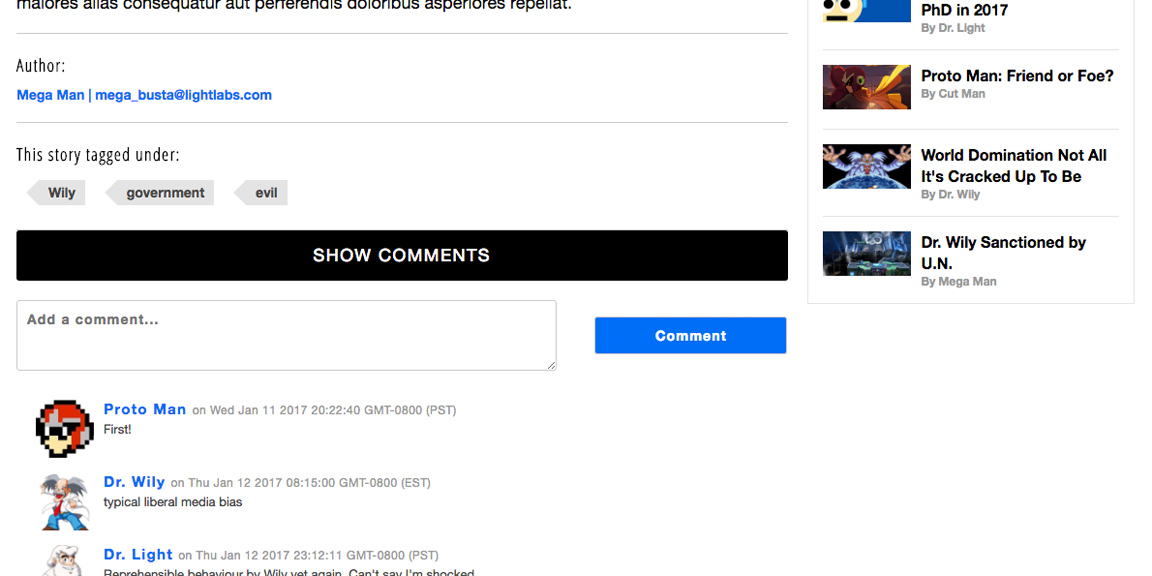 maiores alias consequatur aut perferendis doloribus asperiores repellat.
Author:
Mega Man | mega_busta@lightlabs.com
This story tagged under:
Wily
government
evil
SHOW COMMENTS
Add a comment...
Comment
Proto Man on Wed Jan 11 2017 20:22:40 GMT-0800 (PST)
First!
Dr. Wily on Thu Jan 12 2017 08:15:00 GMT-0800 (EST)
typical liberal media bias
Dr. Light on Thu Jan 12 2017 23:12:11 GMT-0800 (PST)
Reprehensible behaviour by Wily yet again. Can't say I'm shocked
PhD in 2017
By Dr. Light
Proto Man: Friend or Foe?
By Cut Man
World Domination Not All
It's Cracked Up To Be
By Dr. Wily
Dr. Wily Sanctioned by
U.N.
By Mega Man